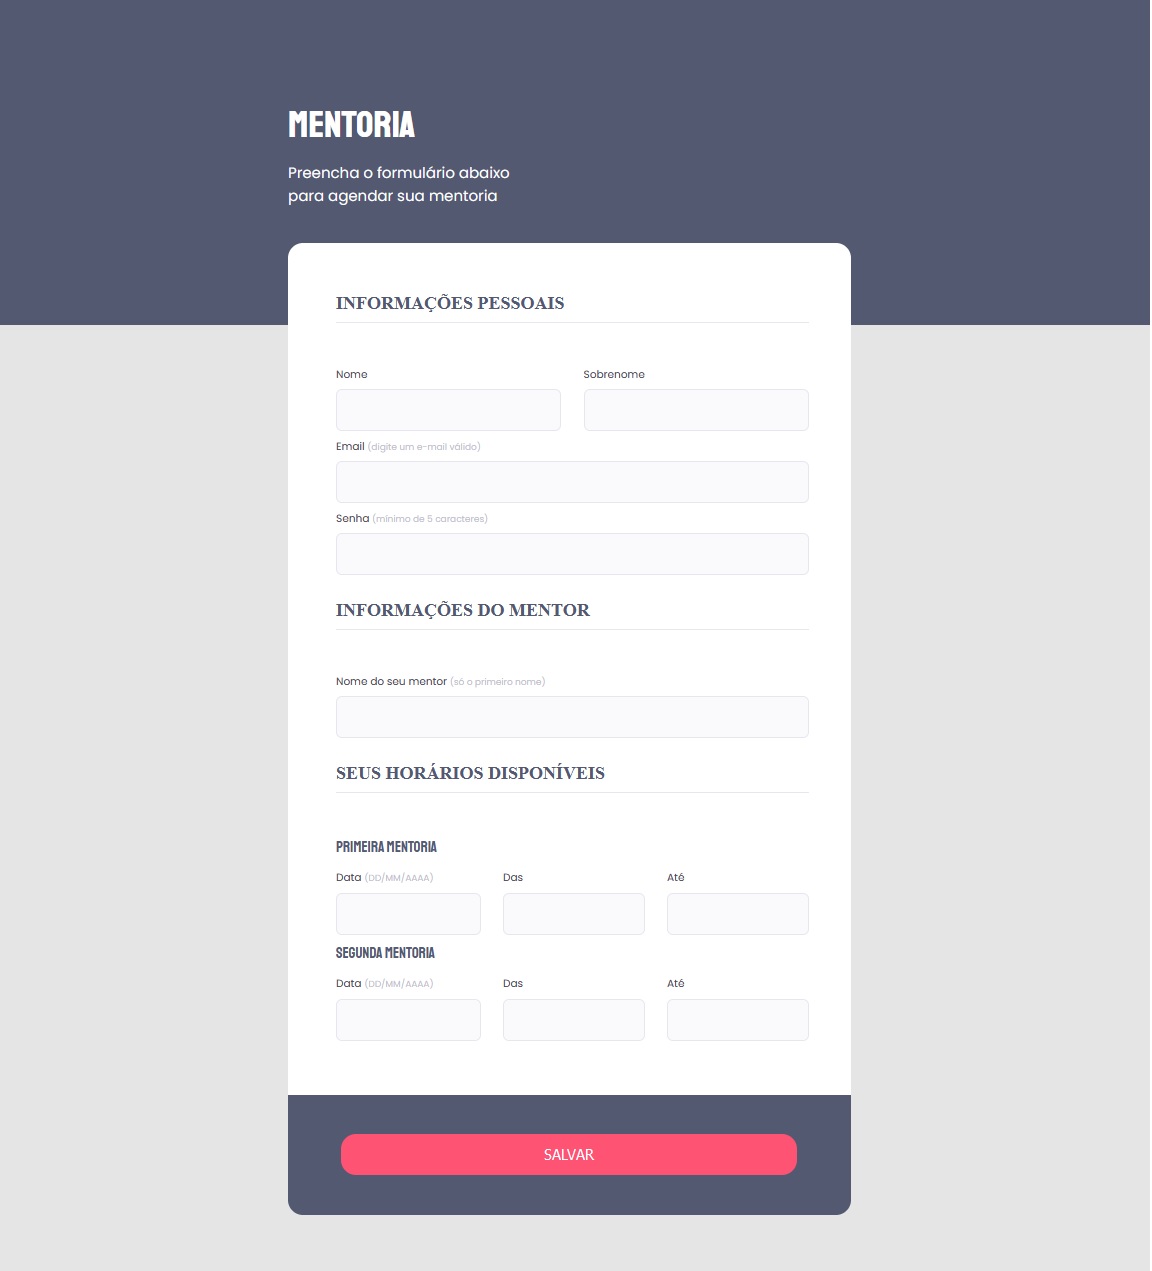 MENTORIA
Preencha o formulário abaixo
para agendar sua mentoria
INFORMAÇÕES PESSOAIS
Nome Sobrenome
Email (digite um e-mail válido)
Senha (mínimo de 5 caracteres)
INFORMAÇÕES DO MENTOR
Nome do seu mentor (só o primeiro nome)
SEUS HORÁRIOS DISPONÍVEIS
PRIMEIRA MENTORIA
Data (DD/MM/AAAA) Das Até
SEGUNDA MENTORIA
Data (DD/MM/AAAA) Das Até
SALVAR